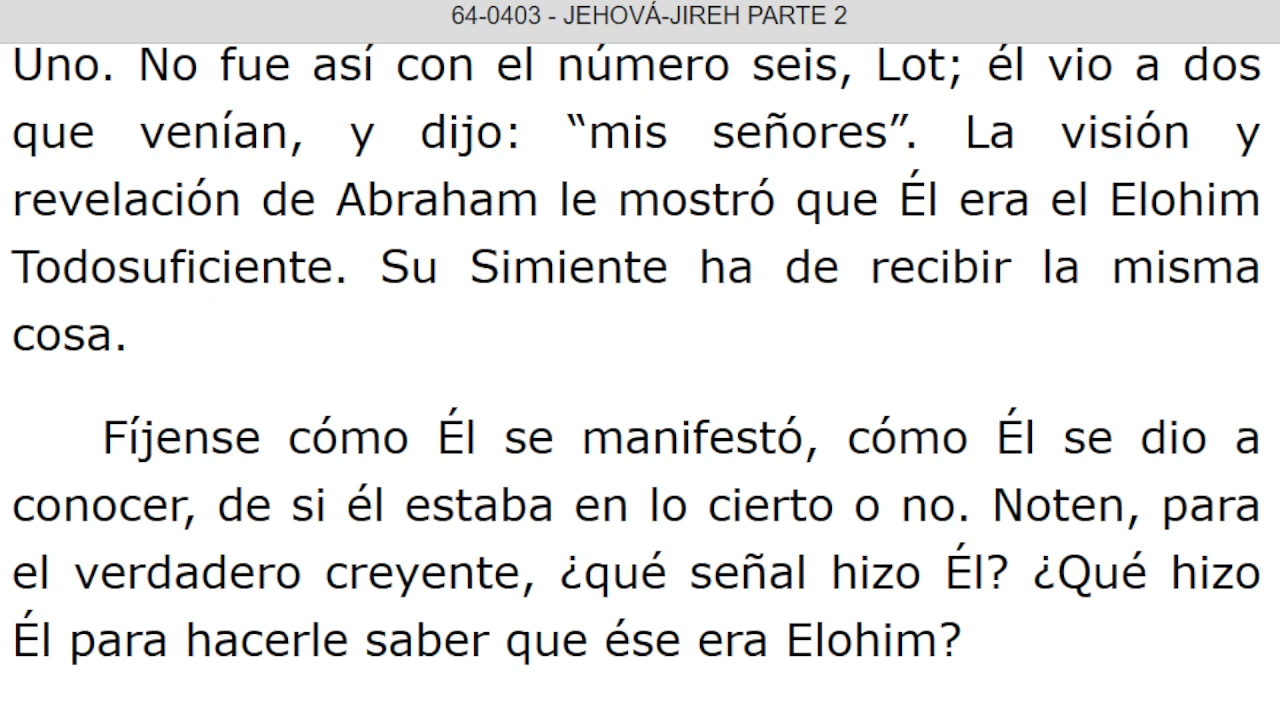 64-0403 - JEHOVÁ-JIREH PARTE 2
Uno. No fue así con el número seis, Lot; él vio a dos
que venían, y dijo: “mis señores”. La visión y
revelación de Abraham le mostró que Él era el Elohim
Todosuficiente. Su Simiente ha de recibir la misma
cosa.
Fíjense cómo Él se manifestó, cómo Él se dio a
conocer, de si él estaba en lo cierto o no. Noten, para
el verdadero creyente, ¿qué señal hizo Él? ¿Qué hizo
Él para hacerle saber que ése era Elohim?